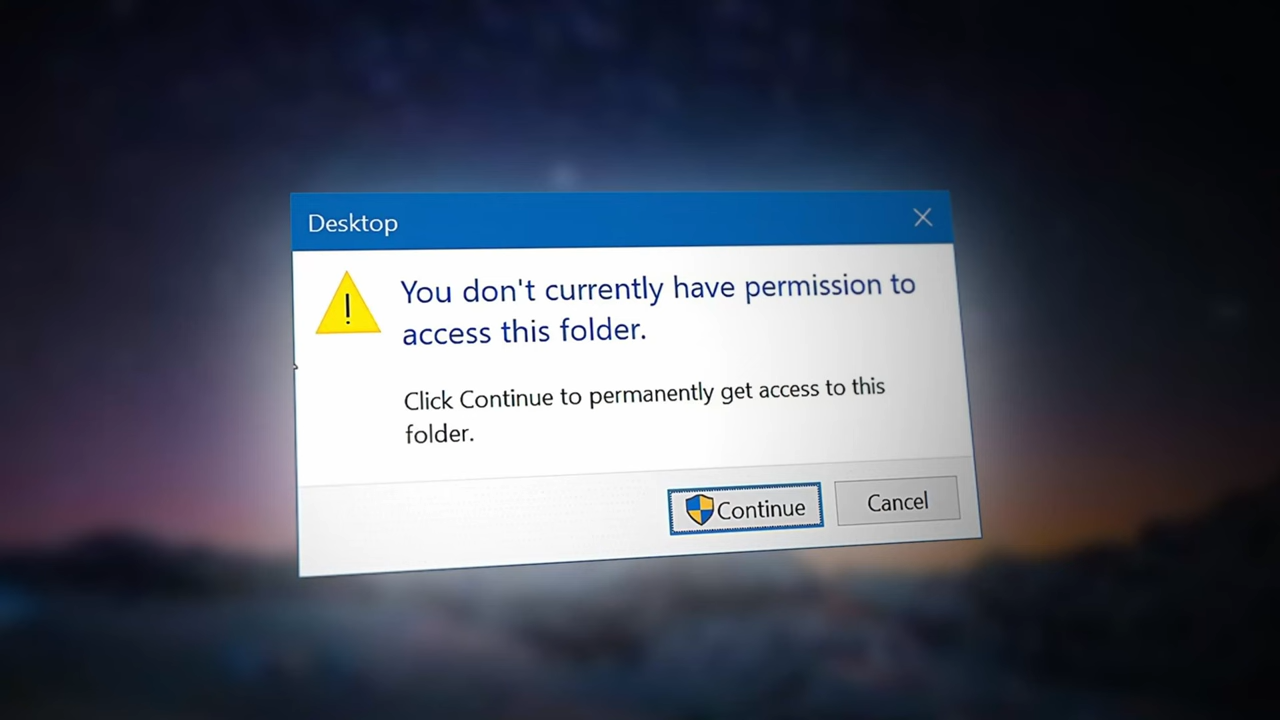 Desktop
You don't currently have permission to
access this folder.
Click Continue to permanently get access to this
folder.
Continue
Cancel